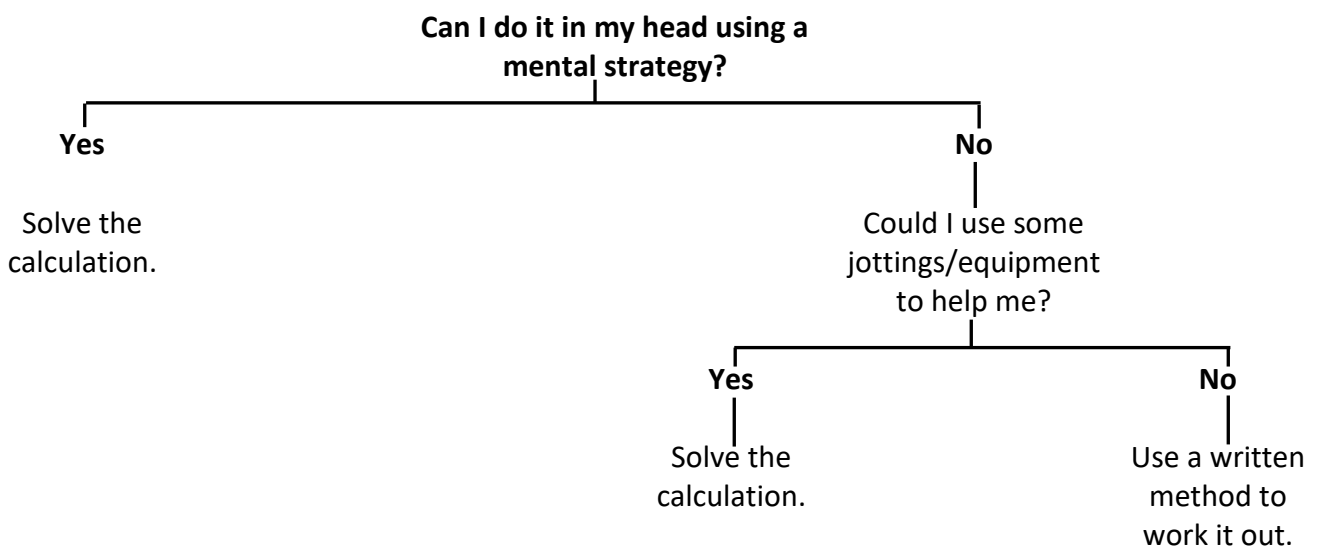 Can I do it in my head using a
mental strategy?
Yes
No
Solve the
calculation.
Could I use some
jottings/equipment
to help me?
Yes
No
Solve the
calculation.
Use a written
method to
work it out.